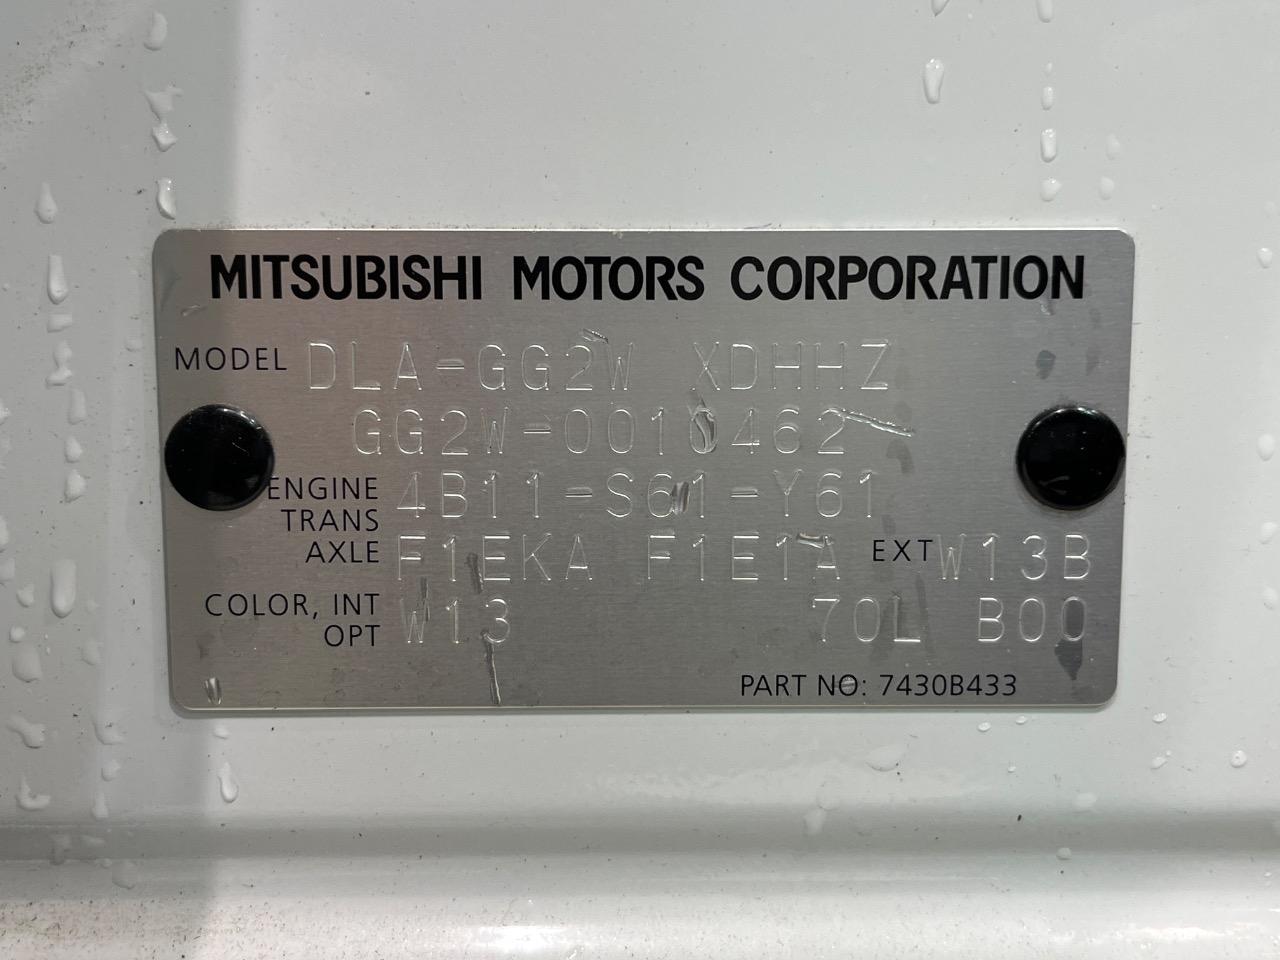 MITSUBISHI MOTORS CORPORATION
MODEL DLA-GG2W XDHHZ
GG2W-0010462
ENGINE 4B11-S61-Y61
TRANS
AXLE F1EKA F1E1A EXT W13B
COLOR, INT
OPT W13 70L B00
PART NO: 7430B433